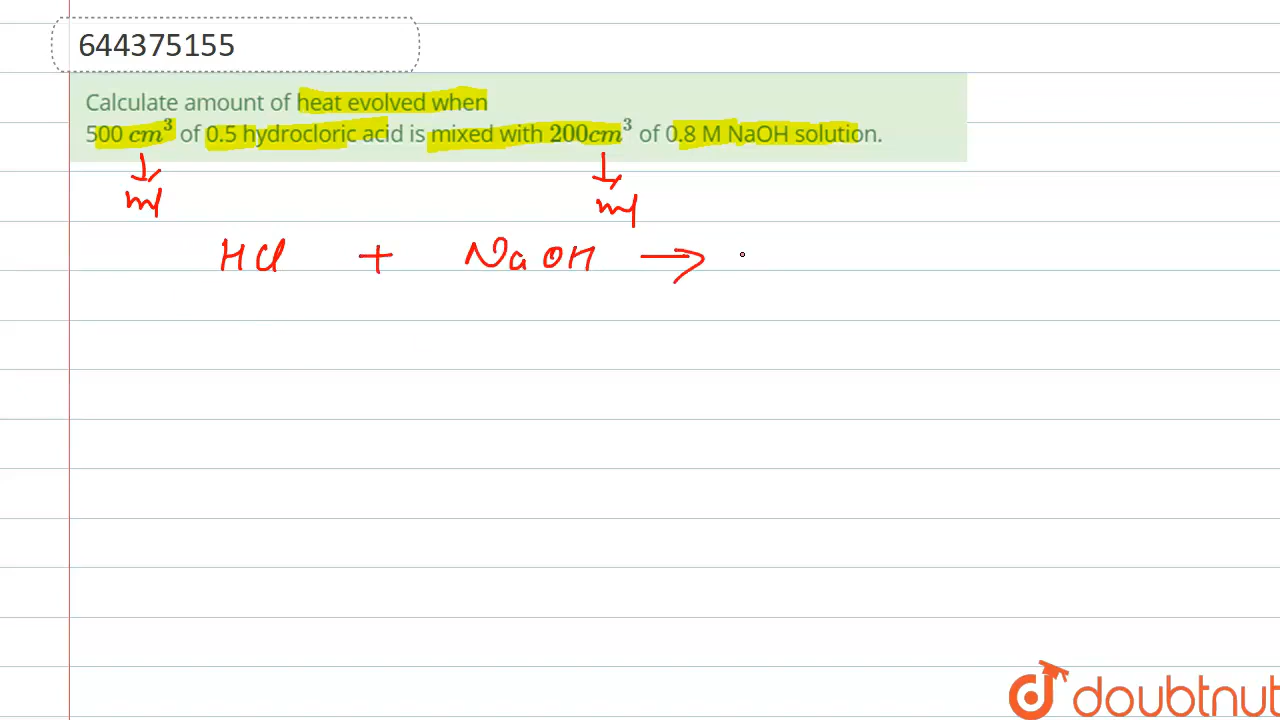 644375155
Calculate amount of heat evolved when
500 cm³ of 0.5 hydrocloric acid is mixed with 200cm³ of 0.8 M NaOH solution.
ml ml
HCl + NaOH →
doubtnut